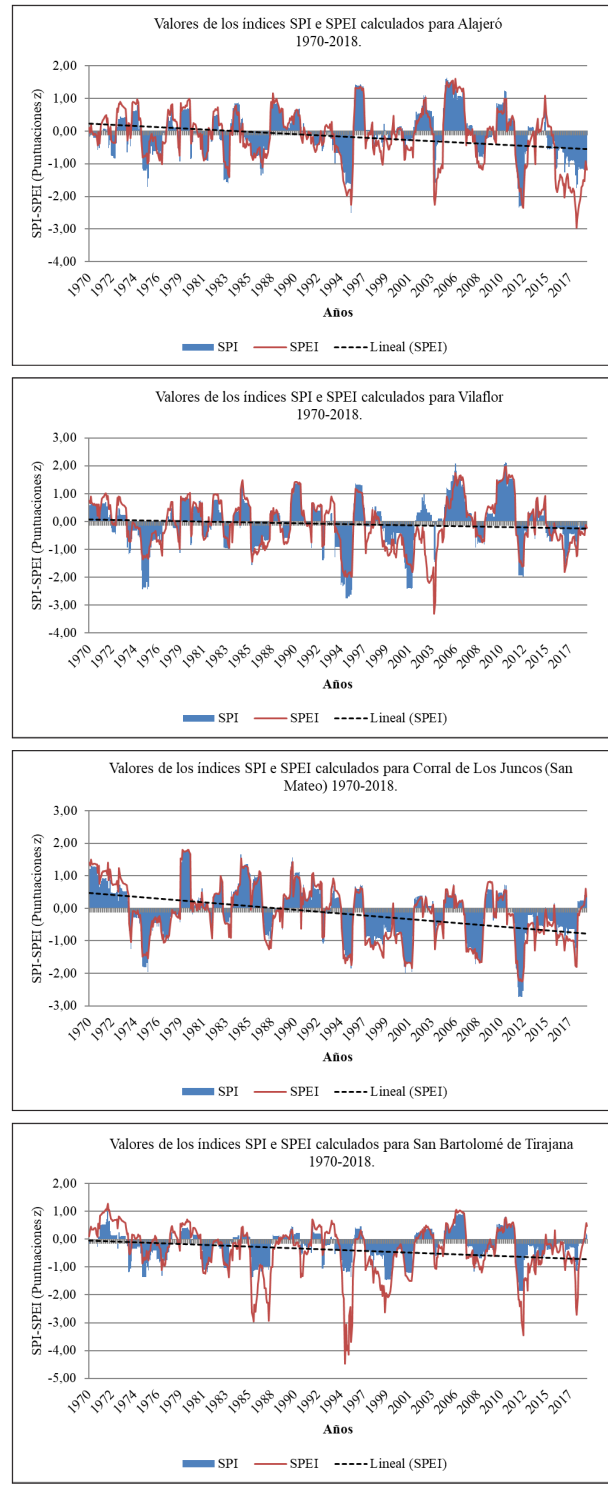 Valores de los índices SPI e SPEI calculados para Alajeró
1970-2018.
SPI-SPEI (Puntuaciones z)
2,00
1,00
0,00
-1,00
-2,00
-3,00
-4,00
1970 1972 1974 1976 1979 1981 1983 1985 1988 1990 1992 1994 1997 1999 2001 2003 2006 2008 2010 2012 2015 2017
Años
SPI SPEI Lineal (SPEI)
Valores de los índices SPI e SPEI calculados para Vilaflor
1970-2018.
SPI-SPEI (Puntuaciones z)
3,00
2,00
1,00
0,00
-1,00
-2,00
-3,00
-4,00
1970 1972 1974 1976 1979 1981 1983 1985 1988 1990 1992 1994 1997 1999 2001 2003 2006 2008 2010 2012 2015 2017
Años
SPI SPEI Lineal (SPEI)
Valores de los índices SPI e SPEI calculados para Corral de Los Juncos (San
Mateo) 1970-2018.
SPI-SPEI (Puntuaciones z)
3,00
2,00
1,00
0,00
-1,00
-2,00
-3,00
1970 1972 1974 1976 1979 1981 1983 1985 1988 1990 1992 1994 1997 1999 2001 2003 2006 2008 2010 2012 2015 2017
Años
SPI SPEI Lineal (SPEI)
Valores de los índices SPI e SPEI calculados para San Bartolomé de Tirajana
1970-2018.
SPI-SPEI (Puntuaciones z)
2,00
1,00
0,00
-1,00
-2,00
-3,00
-4,00
-5,00
1970 1972 1974 1976 1979 1981 1983 1985 1988 1990 1992 1994 1997 1999 2001 2003 2006 2008 2010 2012 2015 2017
Años
SPI SPEI Lineal (SPEI)